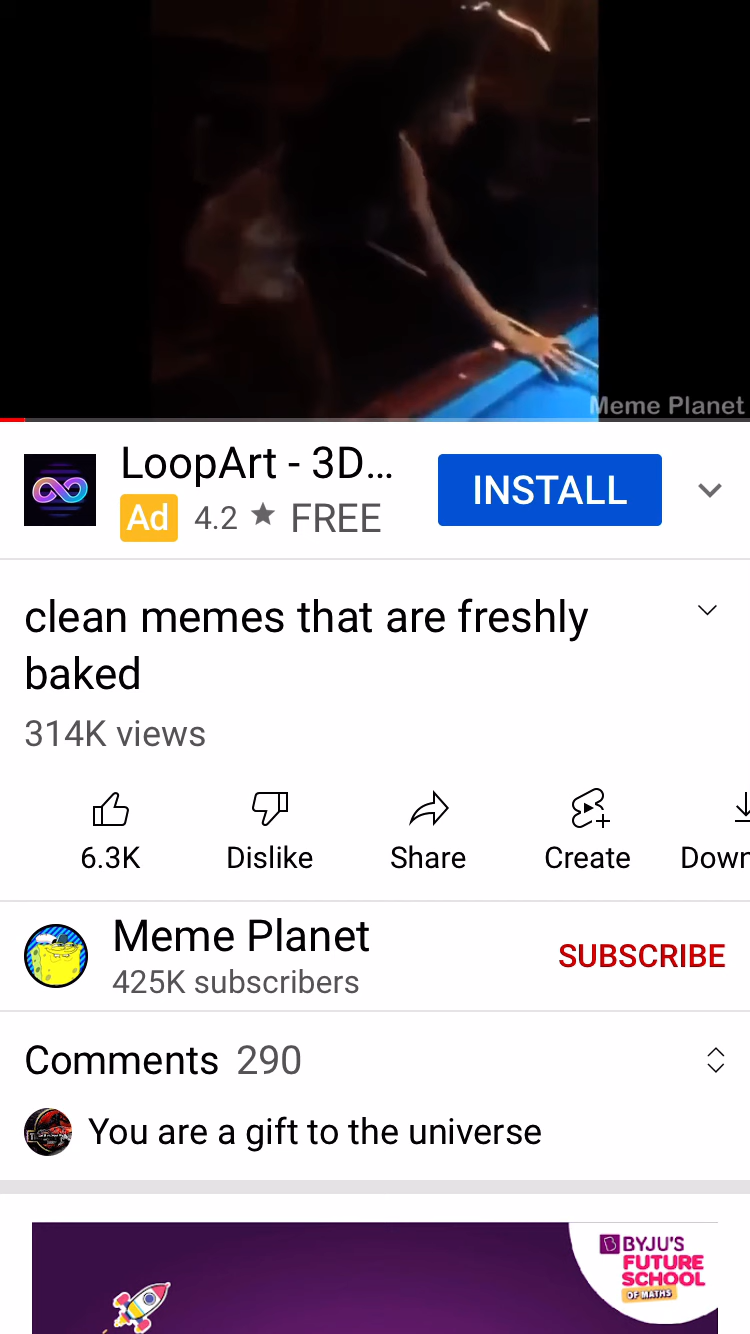 Meme Planet
LoopArt - 3D...
INSTALL
Ad 4.2 ★ FREE
clean memes that are freshly
baked
314K views
6.3K Dislike Share Create Down
Meme Planet
SUBSCRIBE
425K subscribers
Comments 290
You are a gift to the universe
BYJU'S
FUTURE
SCHOOL
OF MATHS